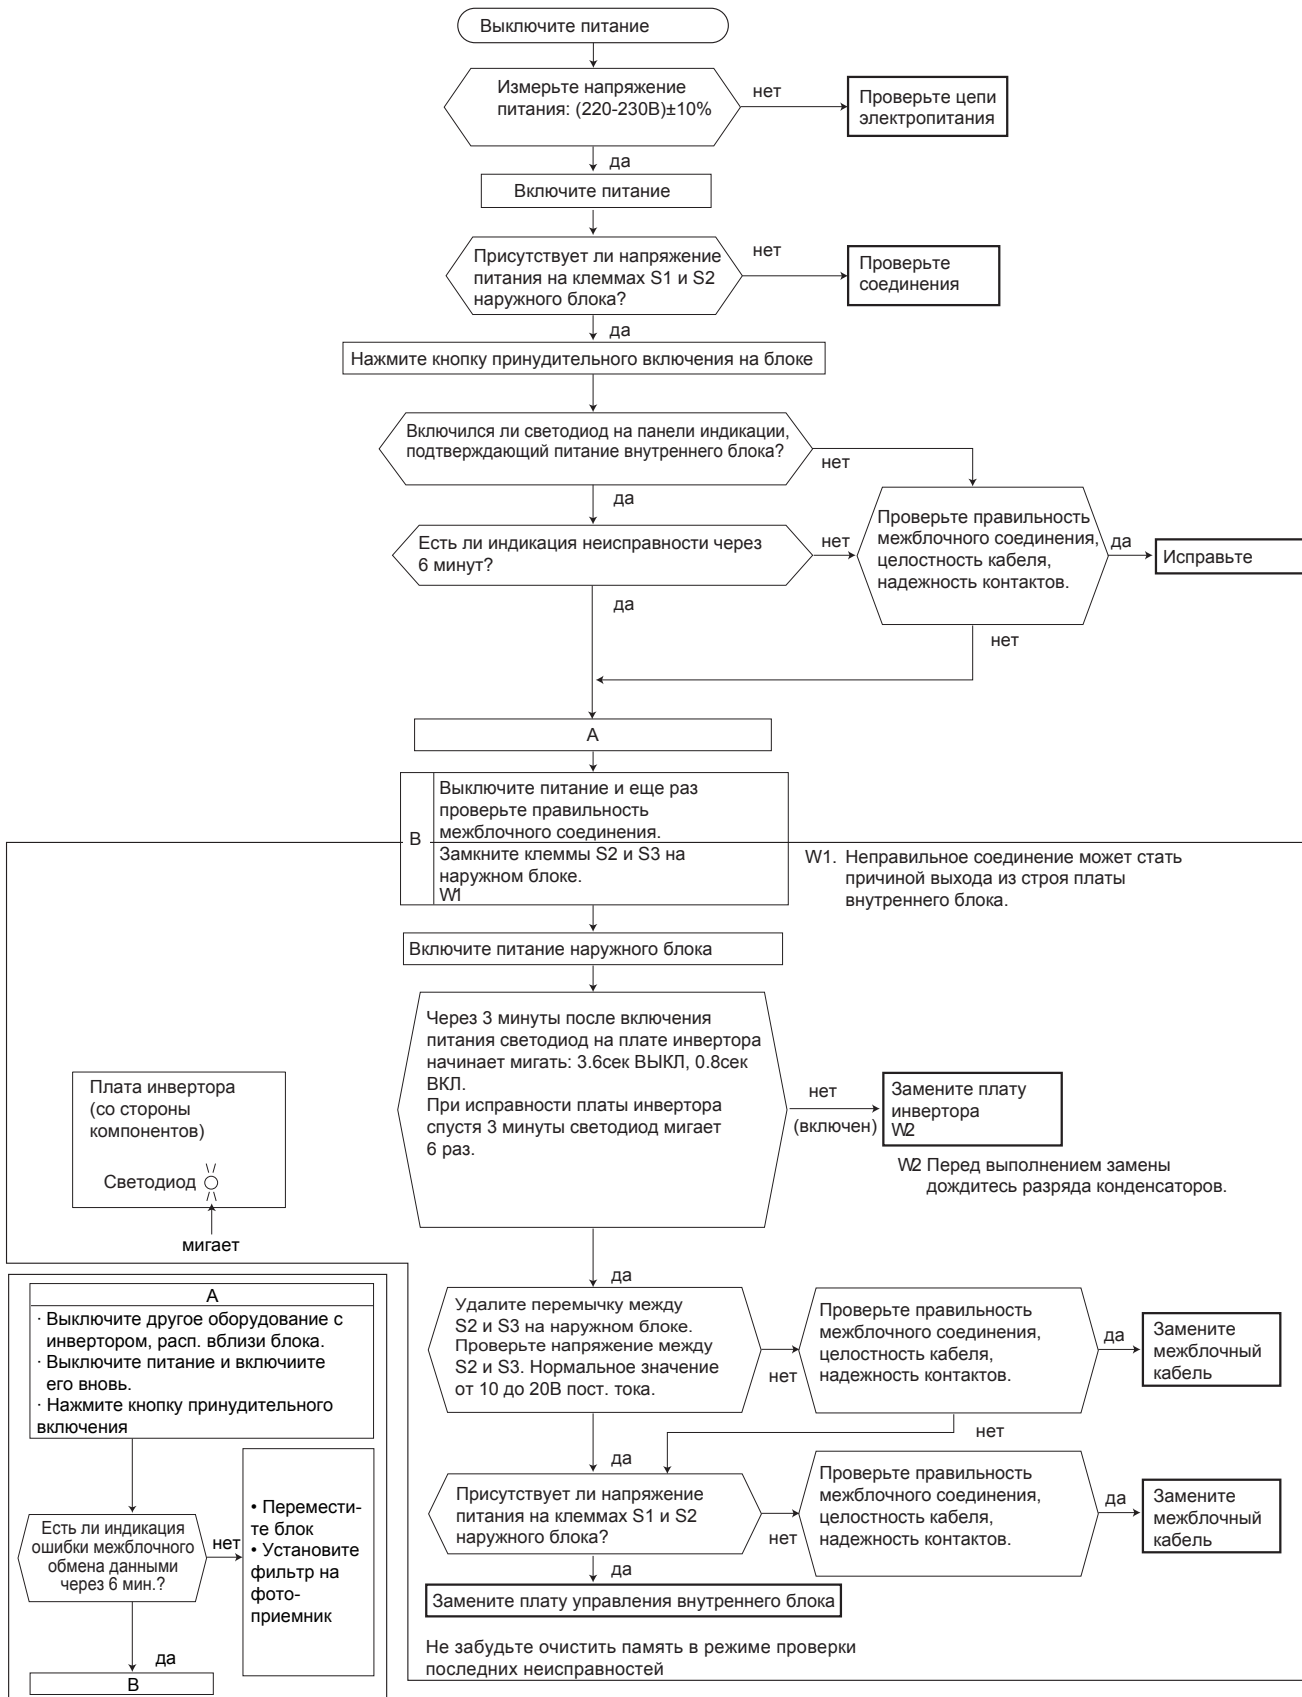 Выключите питание
Измерьте напряжение
питания: (220-230В)±10%
нет
Проверьте цепи
электропитания
да
Включите питание
Присутствует ли напряжение
питания на клеммах S1 и S2
наружного блока?
нет
Проверьте
соединения
да
Нажмите кнопку принудительного включения на блоке
Включился ли светодиод на панели индикации,
подтверждающий питание внутреннего блока?
нет
да
Проверьте правильность
межблочного соединения,
целостность кабеля,
надежность контактов.
да
Исправьте
Есть ли индикация неисправности через
6 минут?
нет
да
нет
A
B
Выключите питание и еще раз
проверьте правильность
межблочного соединения.
Замкните клеммы S2 и S3 на
наружном блоке.
W1
W1. Неправильное соединение может стать
причиной выхода из строя платы
внутреннего блока.
Включите питание наружного блока
Через 3 минуты после включения
питания светодиод на плате инвертора
начинает мигать: 3.6сек ВЫКЛ, 0.8сек
ВКЛ.
При исправности платы инвертора
спустя 3 минуты светодиод мигает
6 раз.
нет
(включен)
Замените плату
инвертора
W2
W2 Перед выполнением замены
дождитесь разряда конденсаторов.
Плата инвертора
(со стороны
компонентов)
Светодиод
мигает
да
Удалите перемычку между
S2 и S3 на наружном блоке.
Проверьте напряжение между
S2 и S3. Нормальное значение
от 10 до 20В пост. тока.
нет
Проверьте правильность
межблочного соединения,
целостность кабеля,
надежность контактов.
да
Замените
межблочный
кабель
нет
да
Присутствует ли напряжение
питания на клеммах S1 и S2
наружного блока?
нет
Проверьте правильность
межблочного соединения,
целостность кабеля,
надежность контактов.
да
Замените
межблочный
кабель
да
Замените плату управления внутреннего блока
Не забудьте очистить память в режиме проверки
последних неисправностей
A
· Выключите другое оборудование с
инвертором, расп. вблизи блока.
· Выключите питание и включиите
его вновь.
· Нажмите кнопку принудительного
включения
Есть ли индикация
ошибки межблочного
обмена данными
через 6 мин.?
нет
• Перемести-
те блок
• Установите
фильтр на
фото-
приемник
да
B